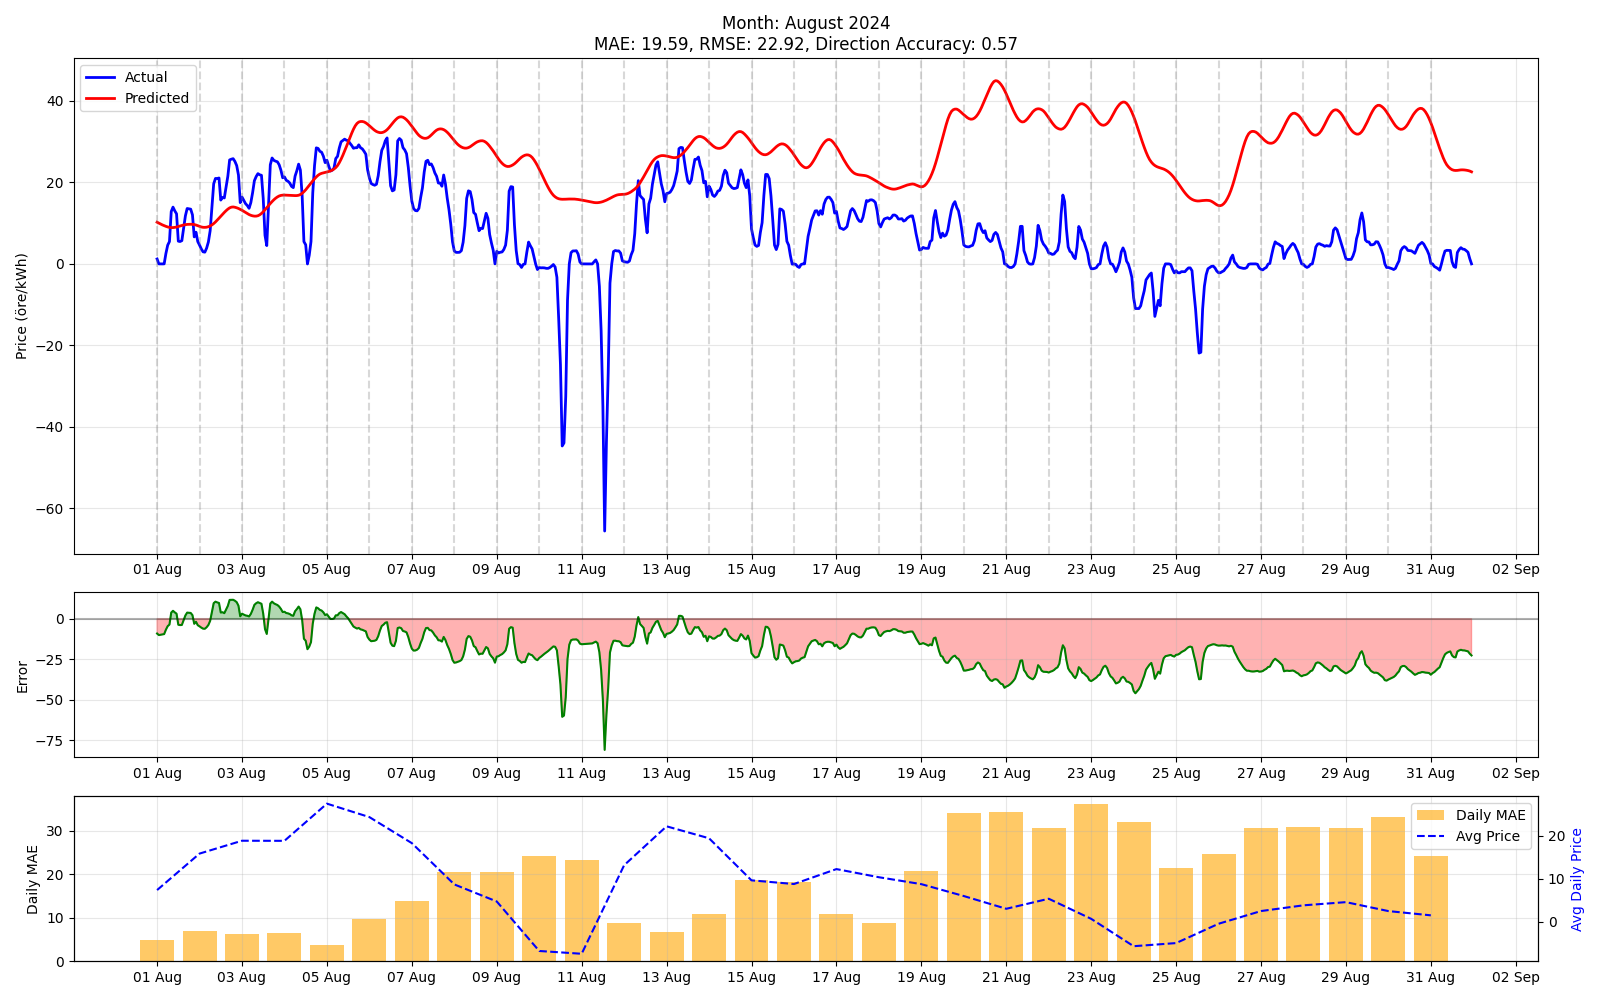 Month: August 2024
MAE: 19.59, RMSE: 22.92, Direction Accuracy: 0.57
Actual
Predicted
Price (öre/kWh)
40
20
0
−20
−40
−60
01 Aug 03 Aug 05 Aug 07 Aug 09 Aug 11 Aug 13 Aug 15 Aug 17 Aug 19 Aug 21 Aug 23 Aug 25 Aug 27 Aug 29 Aug 31 Aug 02 Sep
Error
0
−25
−50
−75
01 Aug 03 Aug 05 Aug 07 Aug 09 Aug 11 Aug 13 Aug 15 Aug 17 Aug 19 Aug 21 Aug 23 Aug 25 Aug 27 Aug 29 Aug 31 Aug 02 Sep
Daily MAE
30
20
10
0
Daily MAE
Avg Price
20
10
0
Avg Daily Price
01 Aug 03 Aug 05 Aug 07 Aug 09 Aug 11 Aug 13 Aug 15 Aug 17 Aug 19 Aug 21 Aug 23 Aug 25 Aug 27 Aug 29 Aug 31 Aug 02 Sep